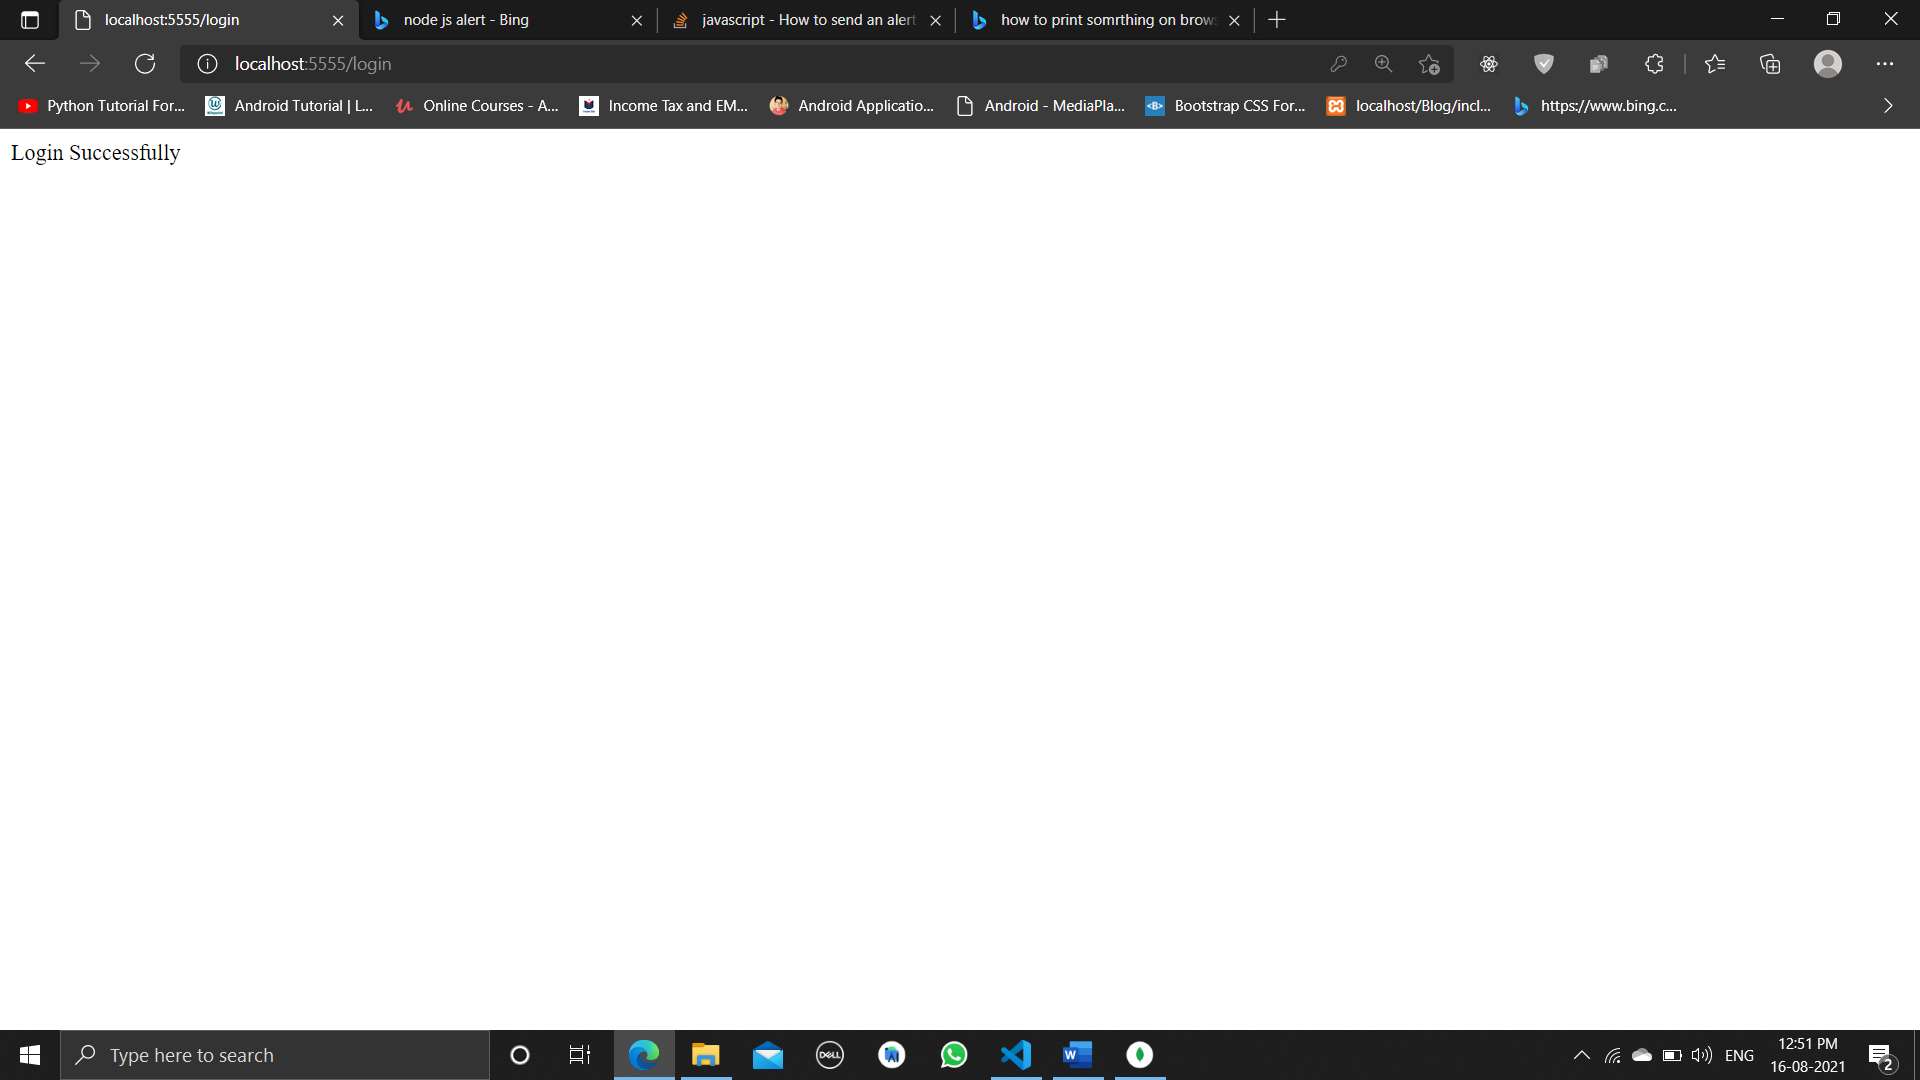 localhost:5555/login
node js alert - Bing
javascript - How to send an alert
how to print somrthing on brow
localhost:5555/login
Python Tutorial For...
Android Tutorial | L...
Online Courses - A...
Income Tax and EM...
Android Applicatio...
Android - MediaPla...
Bootstrap CSS For...
localhost/Blog/incl...
https://www.bing.c...
Login Successfully
Type here to search
DELL
ENG
12:51 PM
16-08-2021
2